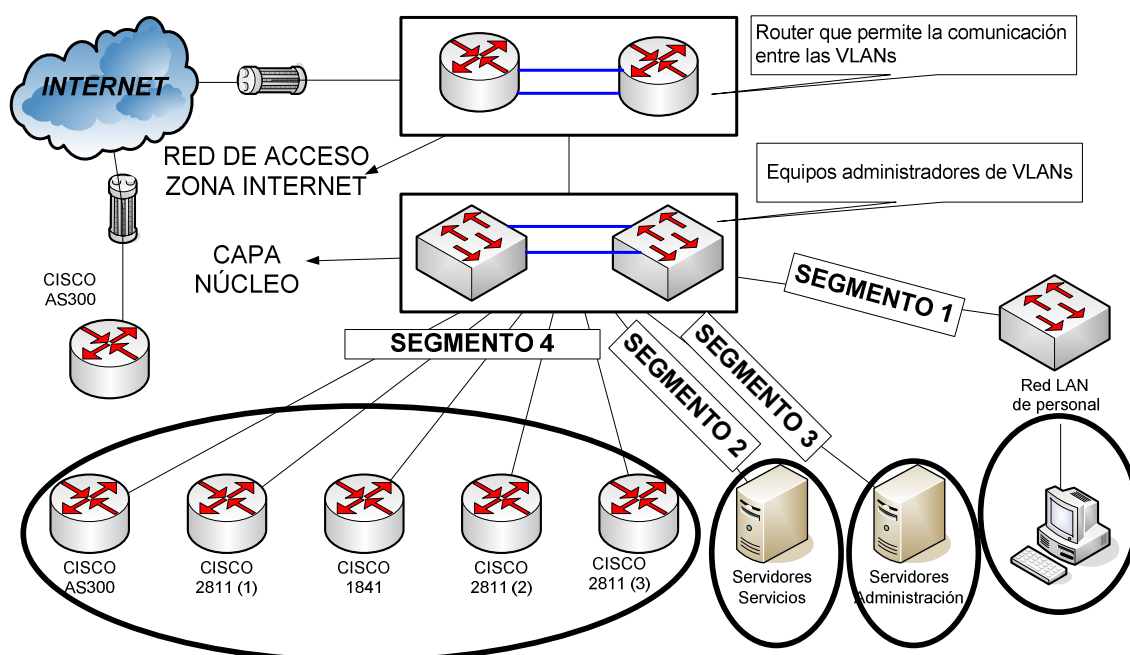 Router que permite la comunicación
entre las VLANs
INTERNET
RED DE ACCESO
ZONA INTERNET
Equipos administradores de VLANs
CAPA
NÚCLEO
CISCO
AS300
SEGMENTO 1
SEGMENTO 4
SEGMENTO 2
SEGMENTO 3
Red LAN
de personal
CISCO
AS300
CISCO
2811 (1)
CISCO
1841
CISCO
2811 (2)
CISCO
2811 (3)
Servidores
Servicios
Servidores
Administración